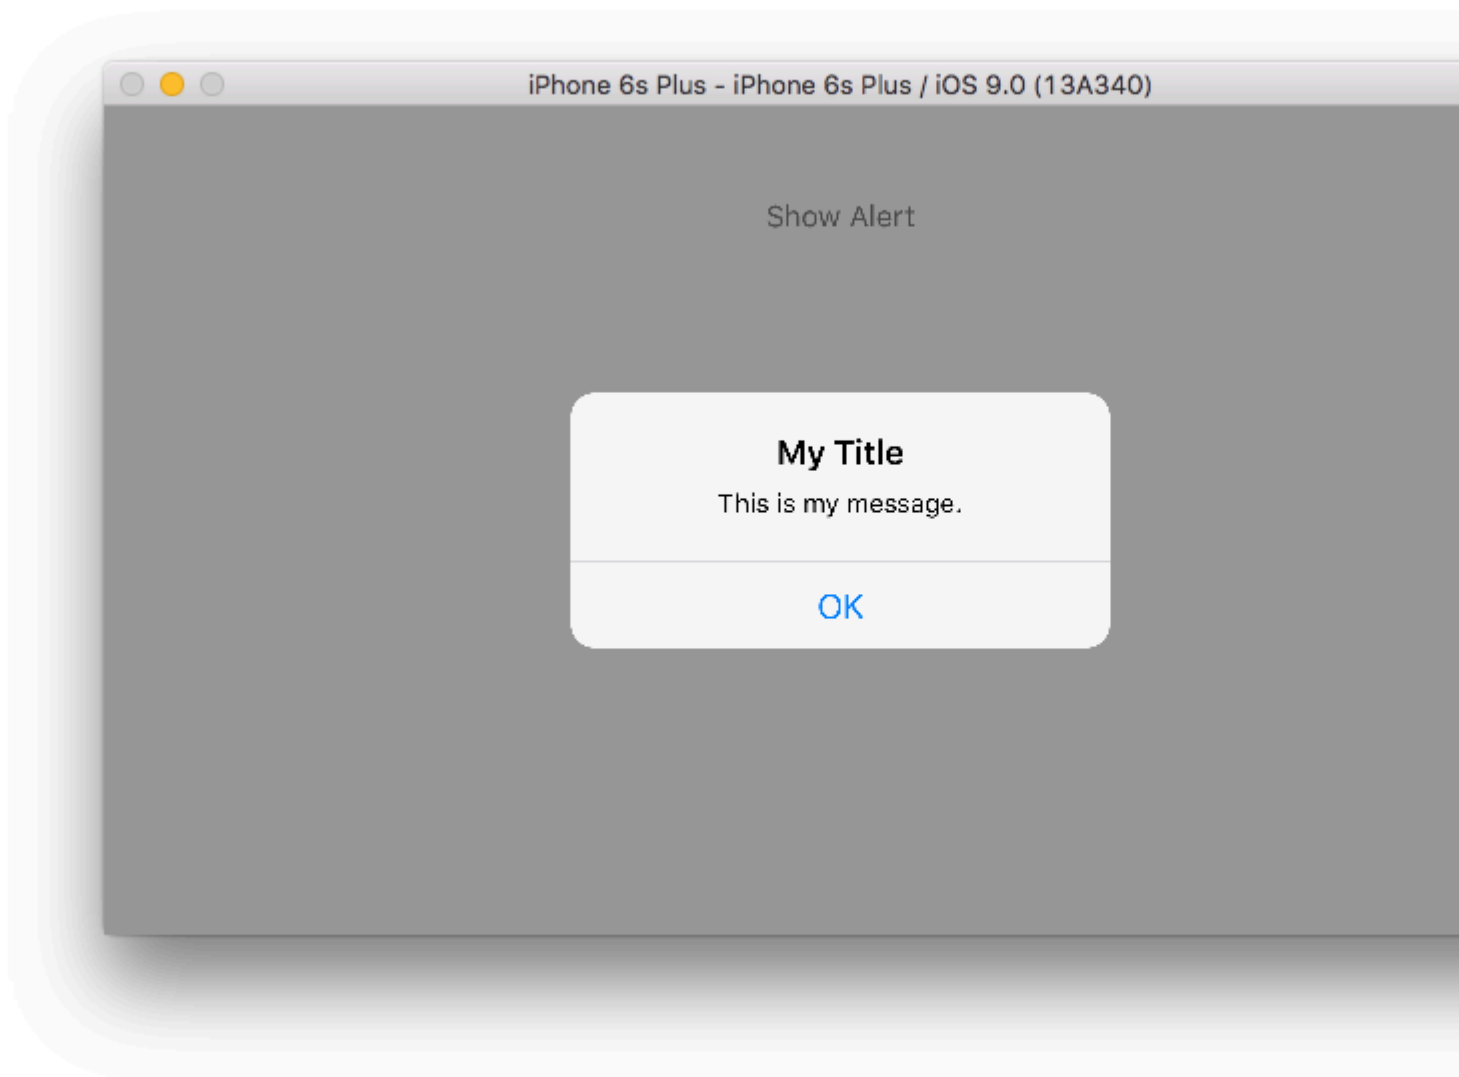 iPhone 6s Plus - iPhone 6s Plus / iOS 9.0 (13A340)
Show Alert
My Title
This is my message.
OK